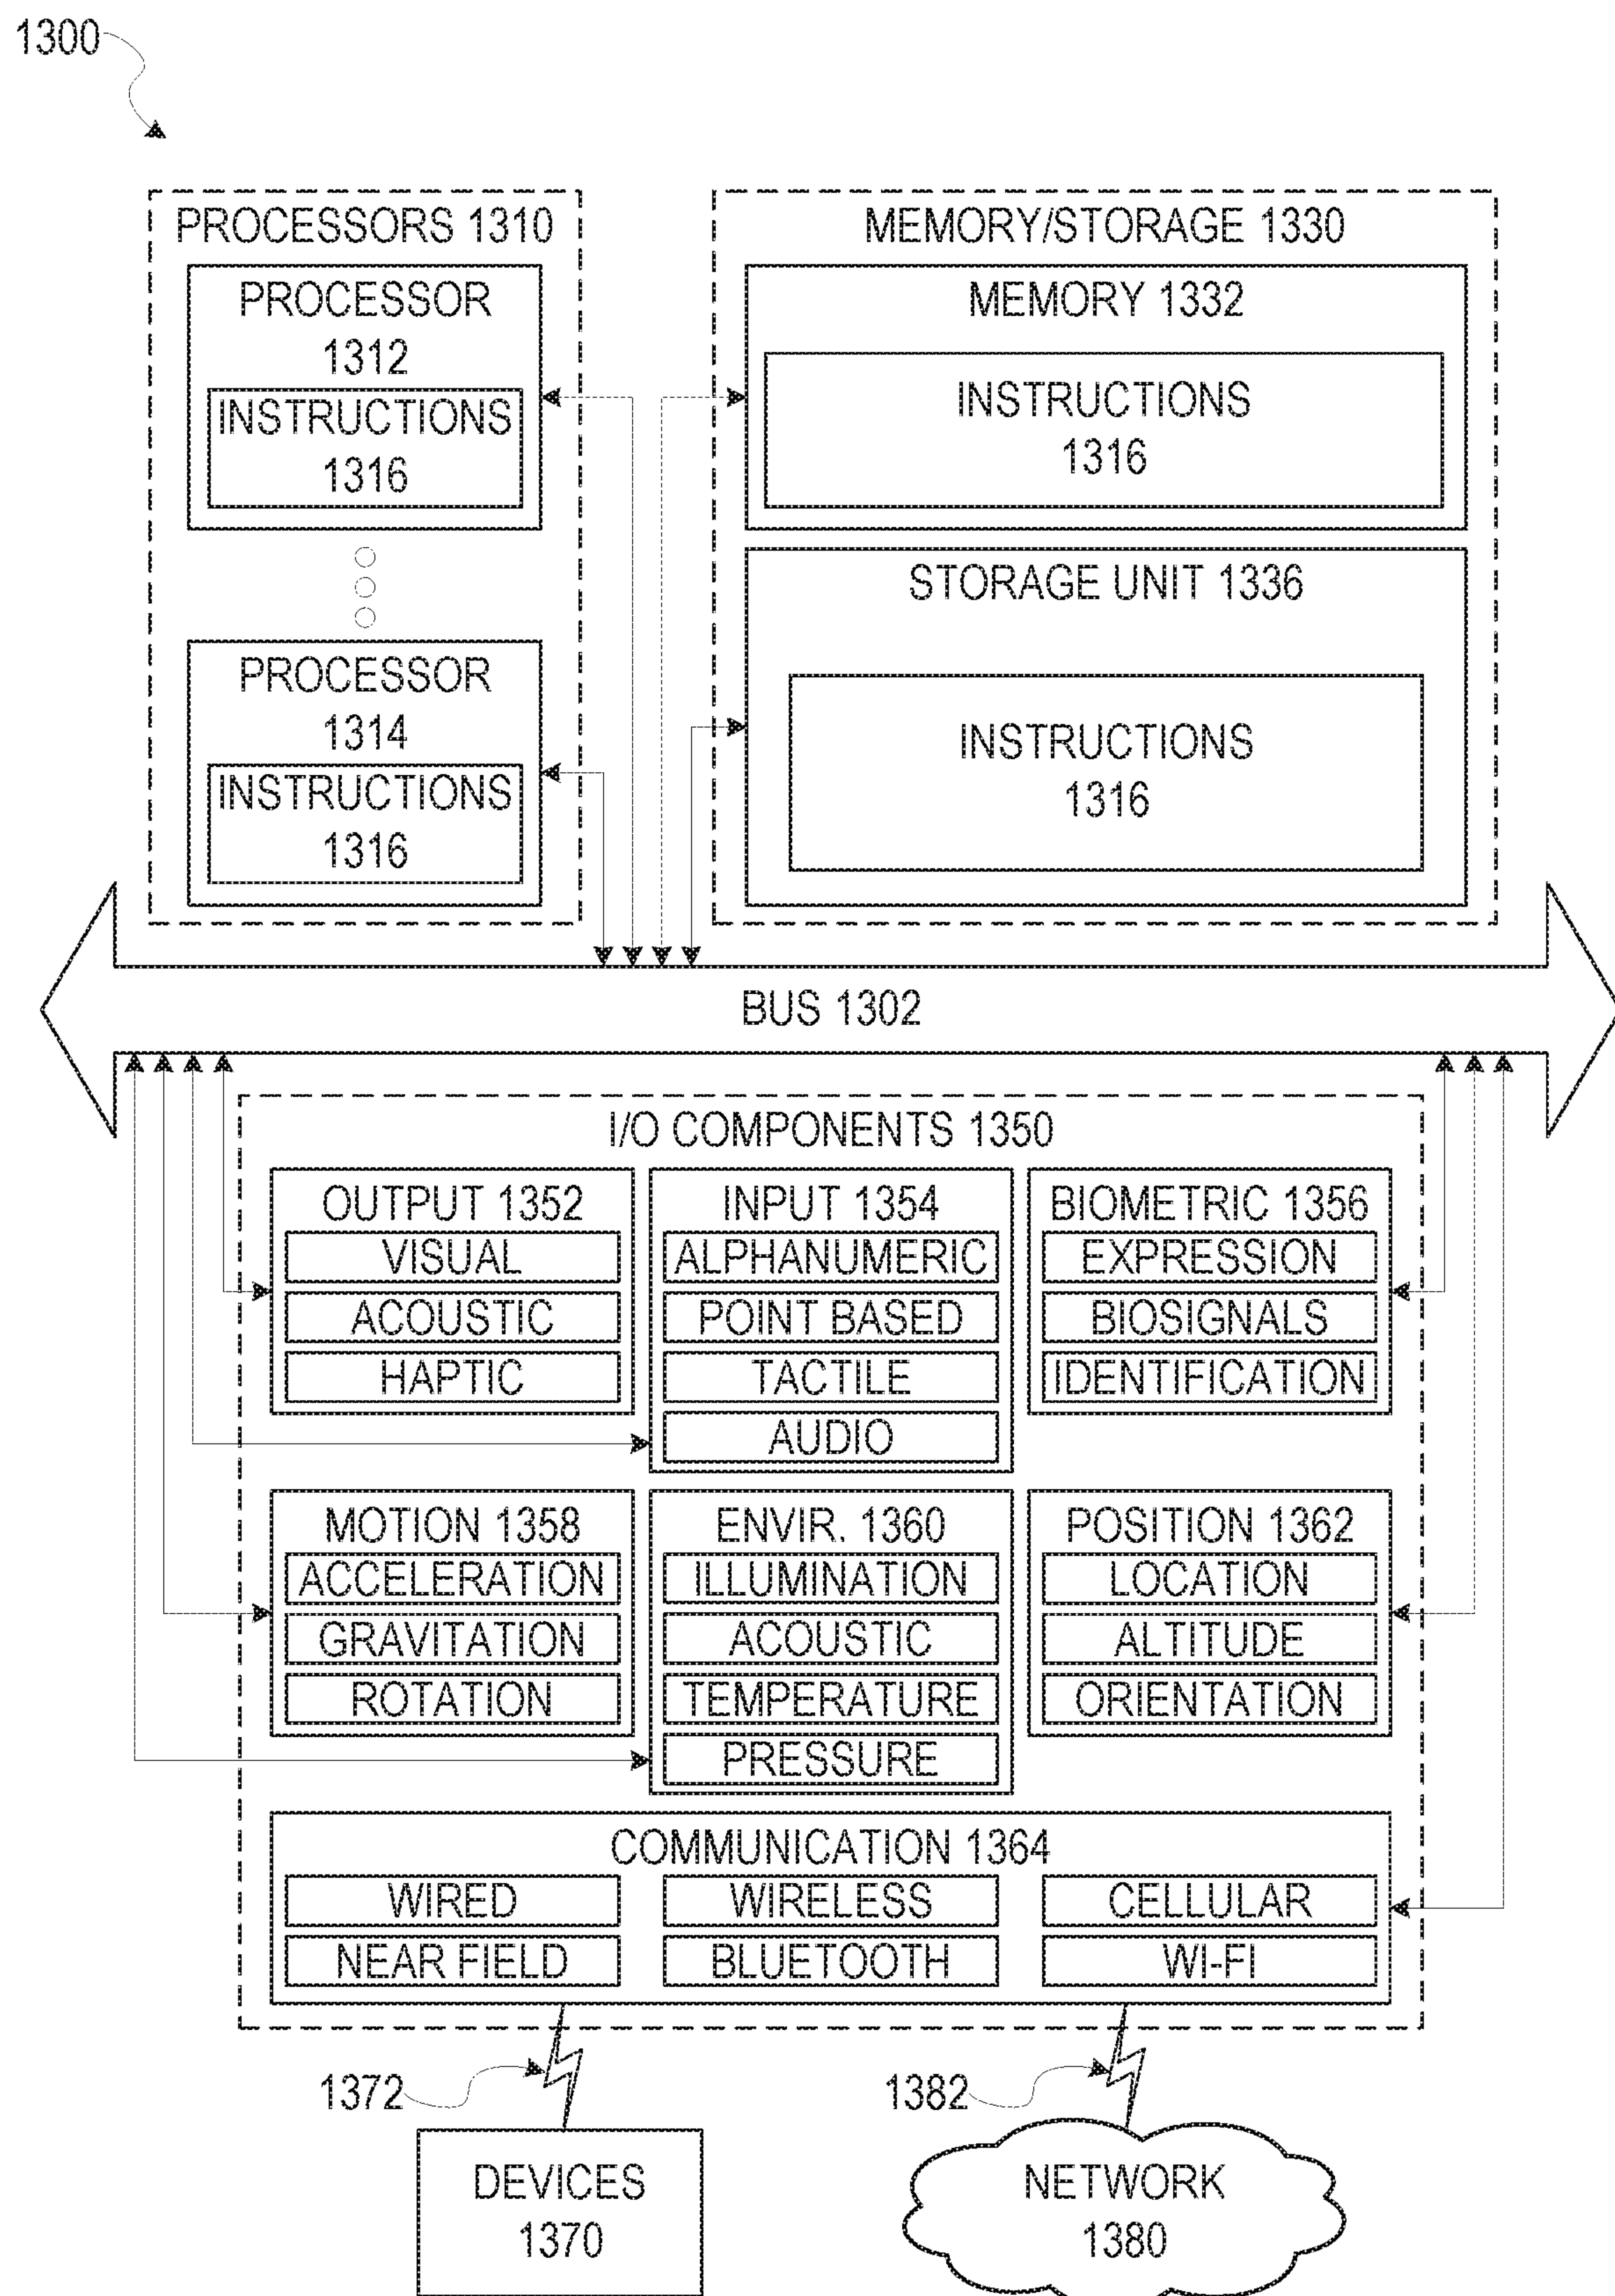 1300
PROCESSORS 1310
PROCESSOR
1312
INSTRUCTIONS
1316
PROCESSOR
1314
INSTRUCTIONS
1316
MEMORY/STORAGE 1330
MEMORY 1332
INSTRUCTIONS
1316
STORAGE UNIT 1336
INSTRUCTIONS
1316
BUS 1302
I/O COMPONENTS 1350
OUTPUT 1352
VISUAL
ACOUSTIC
HAPTIC
INPUT 1354
ALPHANUMERIC
POINT BASED
TACTILE
AUDIO
BIOMETRIC 1356
EXPRESSION
BIOSIGNALS
IDENTIFICATION
MOTION 1358
ACCELERATION
GRAVITATION
ROTATION
ENVIR. 1360
ILLUMINATION
ACOUSTIC
TEMPERATURE
PRESSURE
POSITION 1362
LOCATION
ALTITUDE
ORIENTATION
COMMUNICATION 1364
WIRED
WIRELESS
CELLULAR
NEAR FIELD
BLUETOOTH
WI-FI
1372
1382
DEVICES
1370
NETWORK
1380